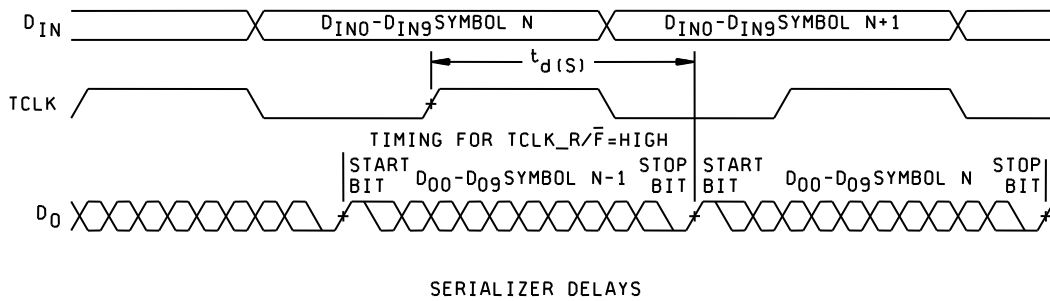 DIN DIN0-DIN9 SYMBOL N DIN0-DIN9 SYMBOL N+1
td(S)
TCLK
TIMING FOR TCLK_R/F̅=HIGH
START BIT D00-D09 SYMBOL N-1 STOP BIT START BIT D00-D09 SYMBOL N STOP BIT
DO
SERIALIZER DELAYS